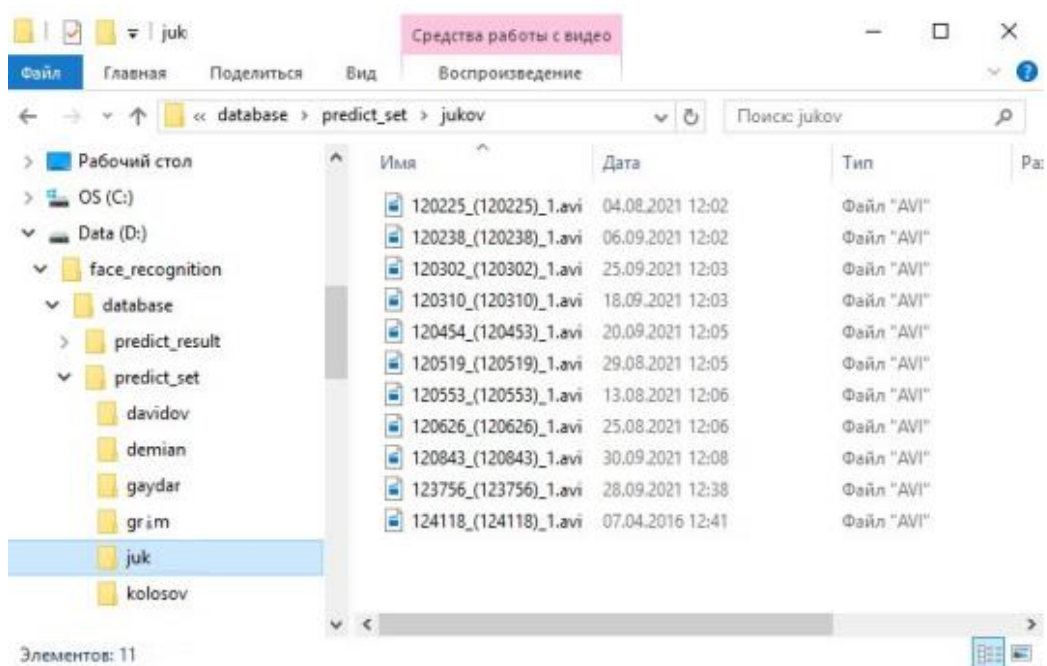 juk
Средства работы с видео
Файл Главная Поделиться Вид Воспроизведение
« database > predict_set > jukov
Поиск: jukov
Имя Дата Тип Раз
Рабочий стол
OS (C:)
Data (D:)
face_recognition
database
predict_result
predict_set
davidov
demian
gaydar
grim
juk
kolosov
120225_(120225)_1.avi 04.08.2021 12:02 Файл "AVI"
120238_(120238)_1.avi 06.09.2021 12:02 Файл "AVI"
120302_(120302)_1.avi 25.09.2021 12:03 Файл "AVI"
120310_(120310)_1.avi 18.09.2021 12:03 Файл "AVI"
120454_(120453)_1.avi 20.09.2021 12:05 Файл "AVI"
120519_(120519)_1.avi 29.08.2021 12:05 Файл "AVI"
120553_(120553)_1.avi 13.08.2021 12:06 Файл "AVI"
120626_(120626)_1.avi 25.08.2021 12:06 Файл "AVI"
120843_(120843)_1.avi 30.09.2021 12:08 Файл "AVI"
123756_(123756)_1.avi 28.09.2021 12:38 Файл "AVI"
124118_(124118)_1.avi 07.04.2016 12:41 Файл "AVI"
Элементов: 11